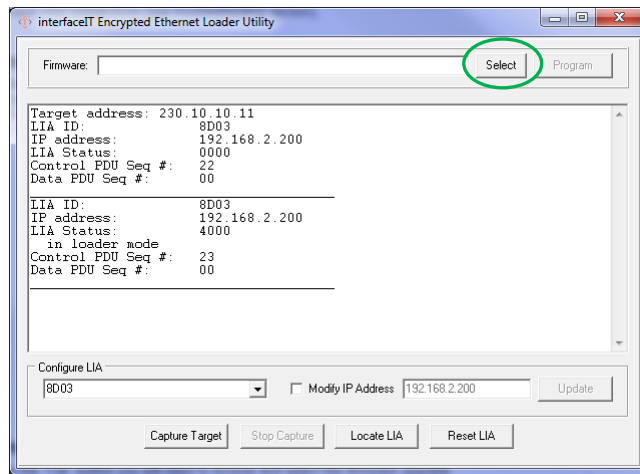 interfaceIT Encrypted Ethernet Loader Utility
Firmware: Select Program
Target address: 230.10.10.11
LIA ID: 8D03
IP address: 192.168.2.200
LIA Status: 0000
Control PDU Seq #: 22
Data PDU Seq #: 00
LIA ID: 8D03
IP address: 192.168.2.200
LIA Status: 4000
in loader mode
Control PDU Seq #: 23
Data PDU Seq #: 00
Configure LIA
8D03 Modify IP Address 192.168.2.200 Update
Capture Target Stop Capture Locate LIA Reset LIA